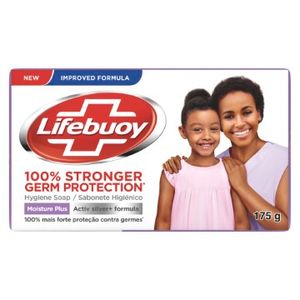 NEW
IMPROVED FORMULA
Lifebuoy
100% STRONGER
GERM PROTECTION*
Hygiene Soap / Sabonete Higiénico
Moisture Plus Activ silver+ formula
100% mais forte proteção contra germes*
175 g